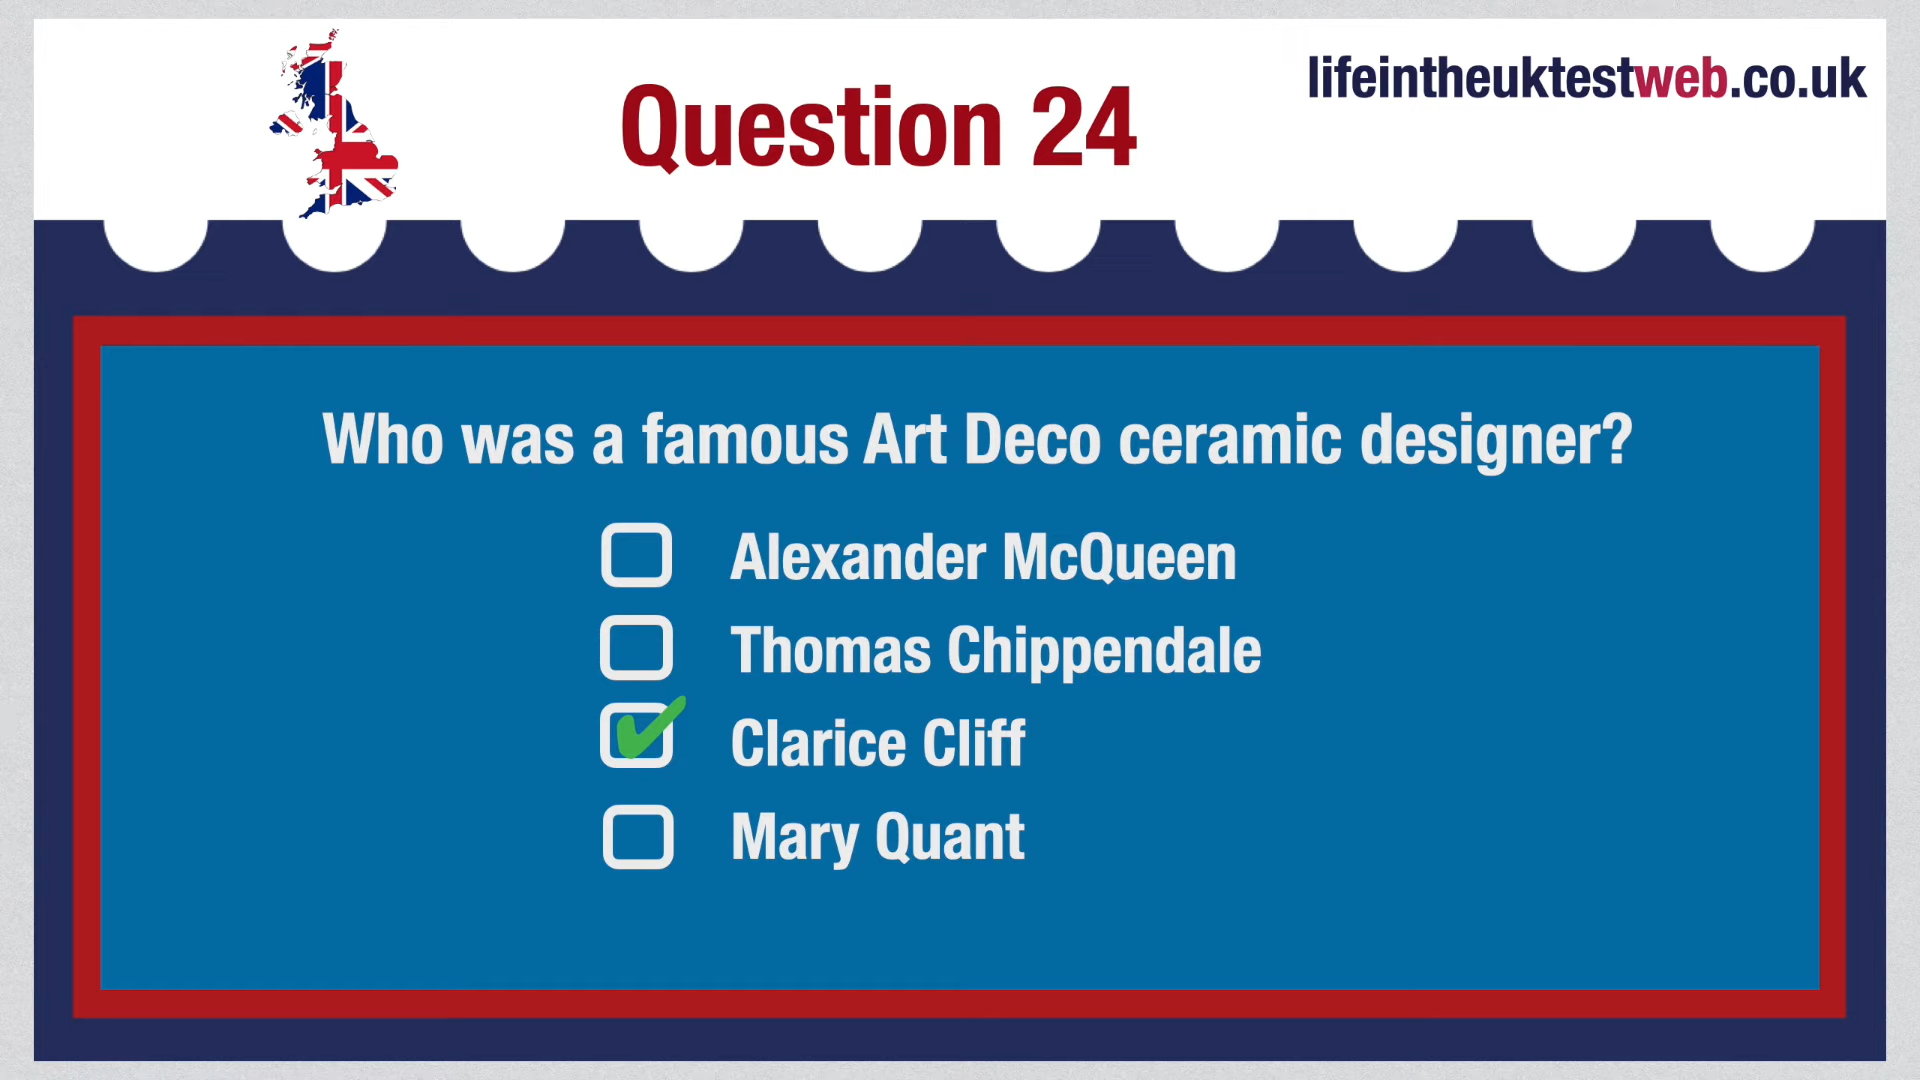 lifeintheuktestweb.co.uk
Question 24
Who was a famous Art Deco ceramic designer?
Alexander McQueen
Thomas Chippendale
Clarice Cliff
Mary Quant